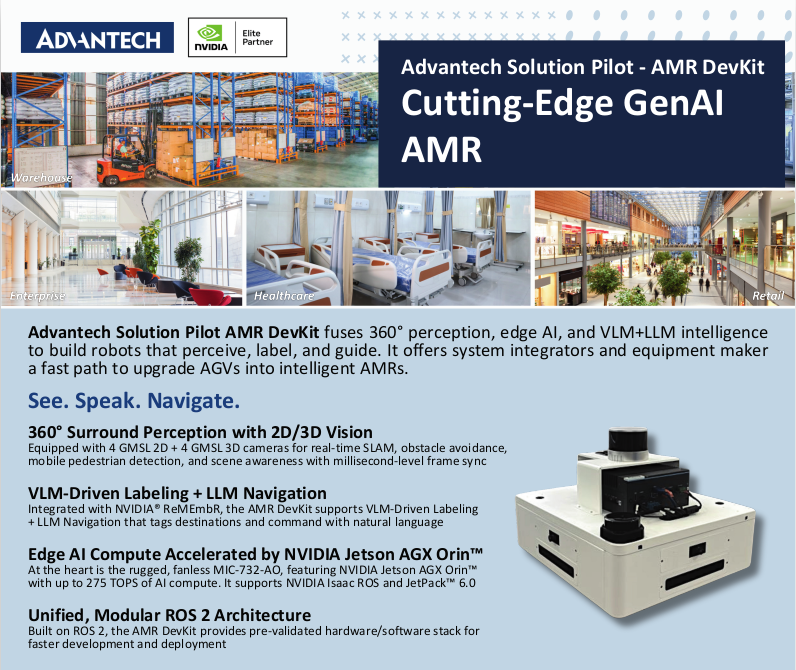 ADVANTECH
NVIDIA
Elite
Partner
Advantech Solution Pilot - AMR DevKit
Cutting-Edge GenAI
AMR
Warehouse
Enterprise
Healthcare
Retail
Advantech Solution Pilot AMR DevKit fuses 360° perception, edge AI, and VLM+LLM intelligence
to build robots that perceive, label, and guide. It offers system integrators and equipment maker
a fast path to upgrade AGVs into intelligent AMRs.
See. Speak. Navigate.
360° Surround Perception with 2D/3D Vision
Equipped with 4 GMSL 2D + 4 GMSL 3D cameras for real-time SLAM, obstacle avoidance,
mobile pedestrian detection, and scene awareness with millisecond-level frame sync
VLM-Driven Labeling + LLM Navigation
Integrated with NVIDIA® ReMEmbR, the AMR DevKit supports VLM-Driven Labeling
+ LLM Navigation that tags destinations and command with natural language
Edge AI Compute Accelerated by NVIDIA Jetson AGX Orin™
At the heart is the rugged, fanless MIC-732-AO, featuring NVIDIA Jetson AGX Orin™
with up to 275 TOPS of AI compute. It supports NVIDIA Isaac ROS and JetPack™ 6.0
Unified, Modular ROS 2 Architecture
Built on ROS 2, the AMR DevKit provides pre-validated hardware/software stack for
faster development and deployment